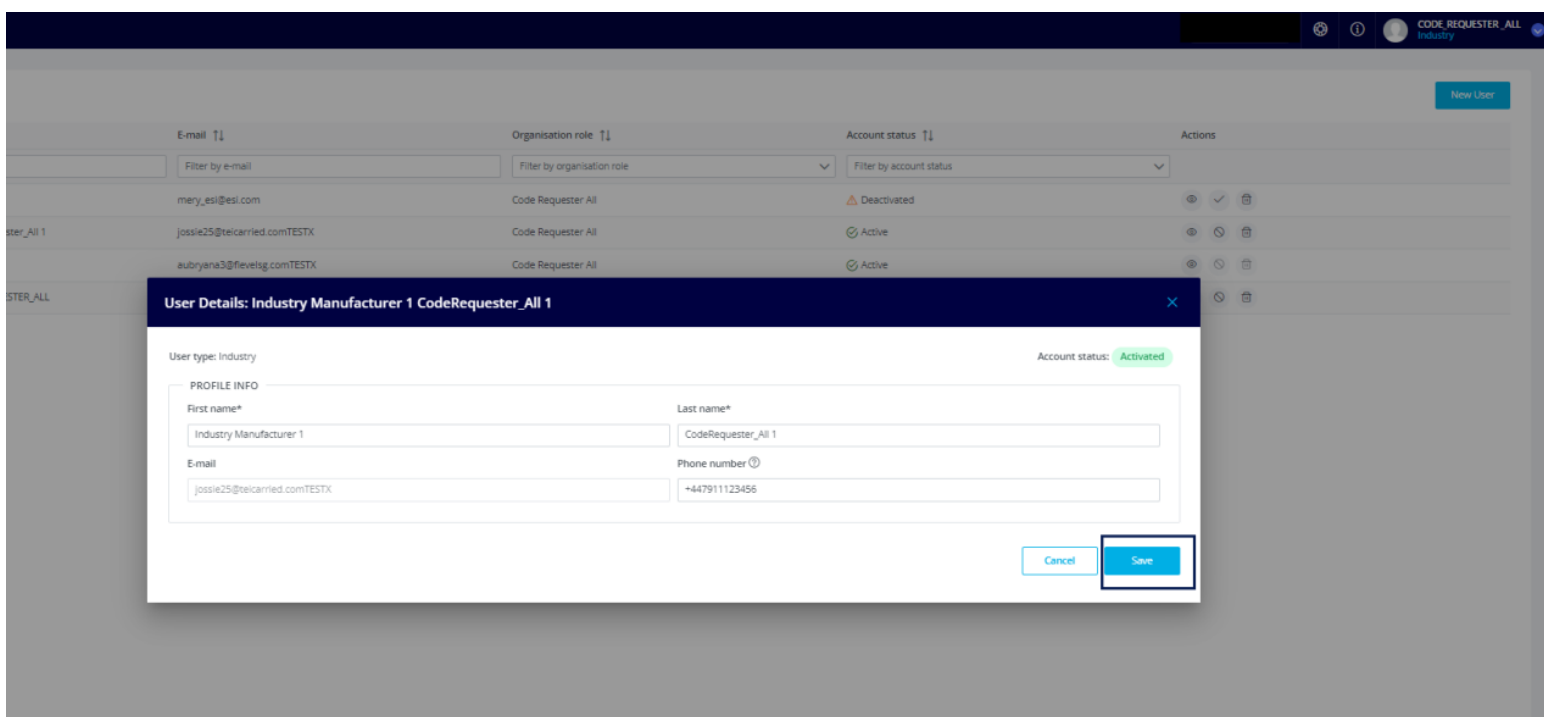 CODE_REQUESTER_ALL
Industry
New User
E-mail Organisation role Account status Actions
Filter by e-mail Filter by organisation role Filter by account status
mery_esi@esi.com Code Requester All Deactivated
ster_All 1 jossie25@teicarried.comTESTX Code Requester All Active
aubryana3@flevelsg.comTESTX Code Requester All Active
STER_ALL
User Details: Industry Manufacturer 1 CodeRequester_All 1
User type: Industry Account status: Activated
PROFILE INFO
First name* Last name*
Industry Manufacturer 1 CodeRequester_All 1
E-mail Phone number
jossie25@teicarried.comTESTX +447911123456
Cancel Save